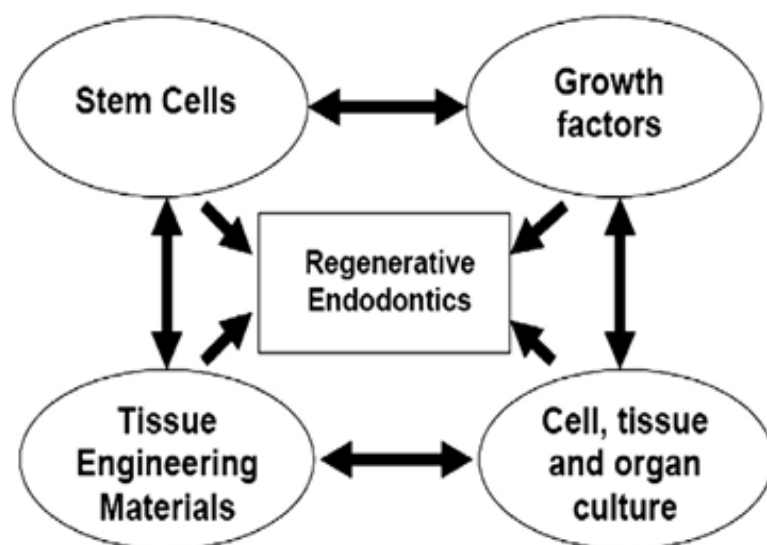 Stem Cells
Growth
factors
Regenerative
Endodontics
Tissue
Engineering
Materials
Cell, tissue
and organ
culture